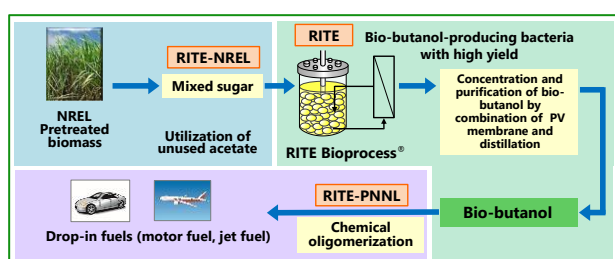 RITE-NREL
Mixed sugar
NREL
Pretreated
biomass
Utilization of
unused acetate
RITE
Bio-butanol-producing bacteria
with high yield
RITE Bioprocess®
Concentration and
purification of bio-
butanol by
combination of PV
membrane and
distillation
Bio-butanol
RITE-PNNL
Chemical
oligomerization
Drop-in fuels (motor fuel, jet fuel)